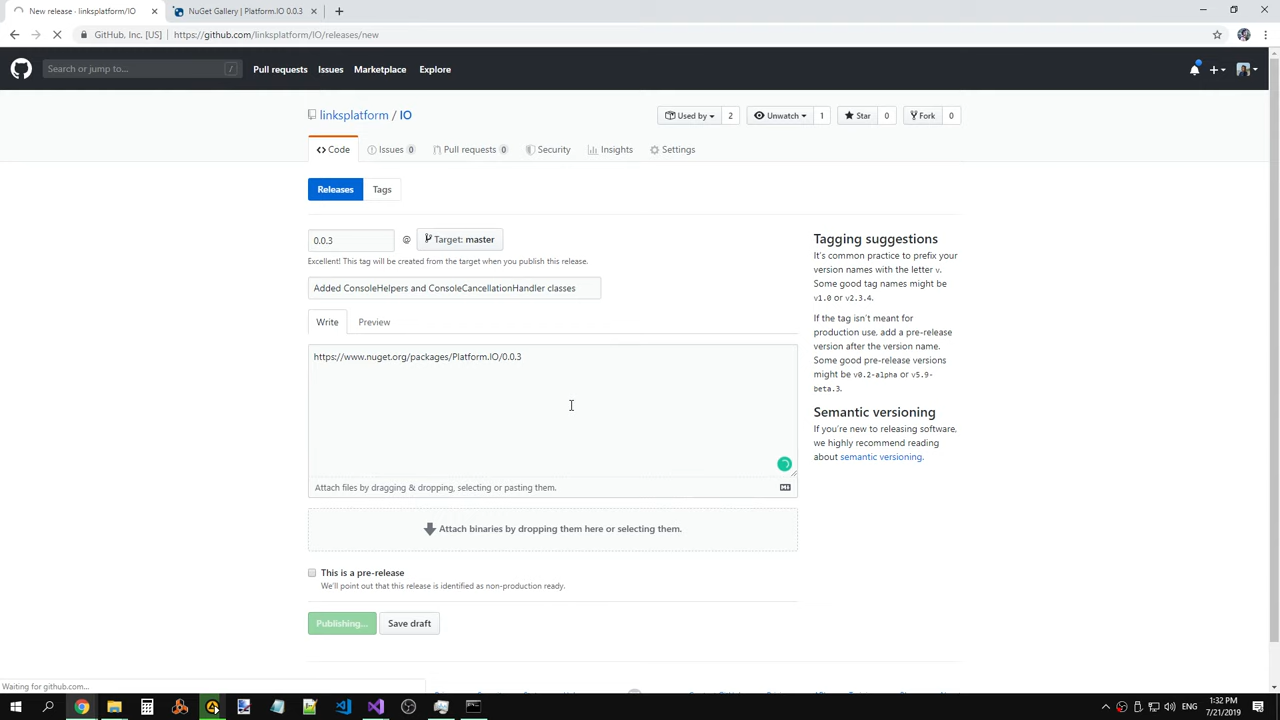 New release · linksplatform/IO
NuGet Gallery | Platform.IO 0.0.3
GitHub, Inc. [US] | https://github.com/linksplatform/IO/releases/new
Search or jump to... /
Pull requests Issues Marketplace Explore
linksplatform / IO
Used by 2 Unwatch 1 Star 0 Fork 0
Code Issues 0 Pull requests 0 Security Insights Settings
Releases Tags
0.0.3 @ Target: master
Excellent! This tag will be created from the target when you publish this release.
Added ConsoleHelpers and ConsoleCancellationHandler classes
Write Preview
https://www.nuget.org/packages/Platform.IO/0.0.3
Attach files by dragging & dropping, selecting or pasting them.
Attach binaries by dropping them here or selecting them.
This is a pre-release
We'll point out that this release is identified as non-production ready.
Publishing... Save draft
Tagging suggestions
It's common practice to prefix your
version names with the letter v.
Some good tag names might be
v1.0 or v2.3.4.
If the tag isn't meant for
production use, add a pre-release
version after the version name.
Some good pre-release versions
might be v0.2-alpha or v5.9-
beta.3.
Semantic versioning
If you're new to releasing software,
we highly recommend reading
about semantic versioning.
Waiting for github.com...
ENG
1:32 PM
7/21/2019